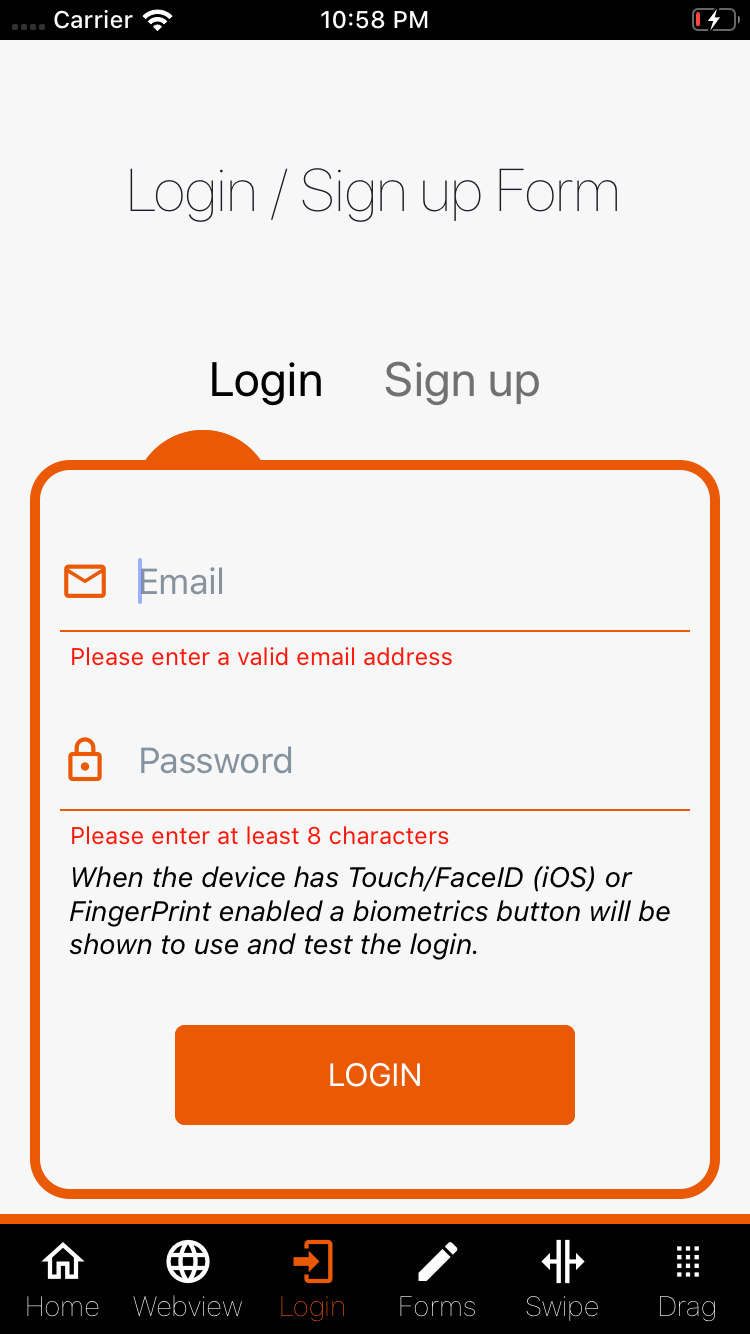 Carrier 10:58 PM
Login / Sign up Form
Login Sign up
Email
Please enter a valid email address
Password
Please enter at least 8 characters
When the device has Touch/FaceID (iOS) or
FingerPrint enabled a biometrics button will be
shown to use and test the login.
LOGIN
Home Webview Login Forms Swipe Drag